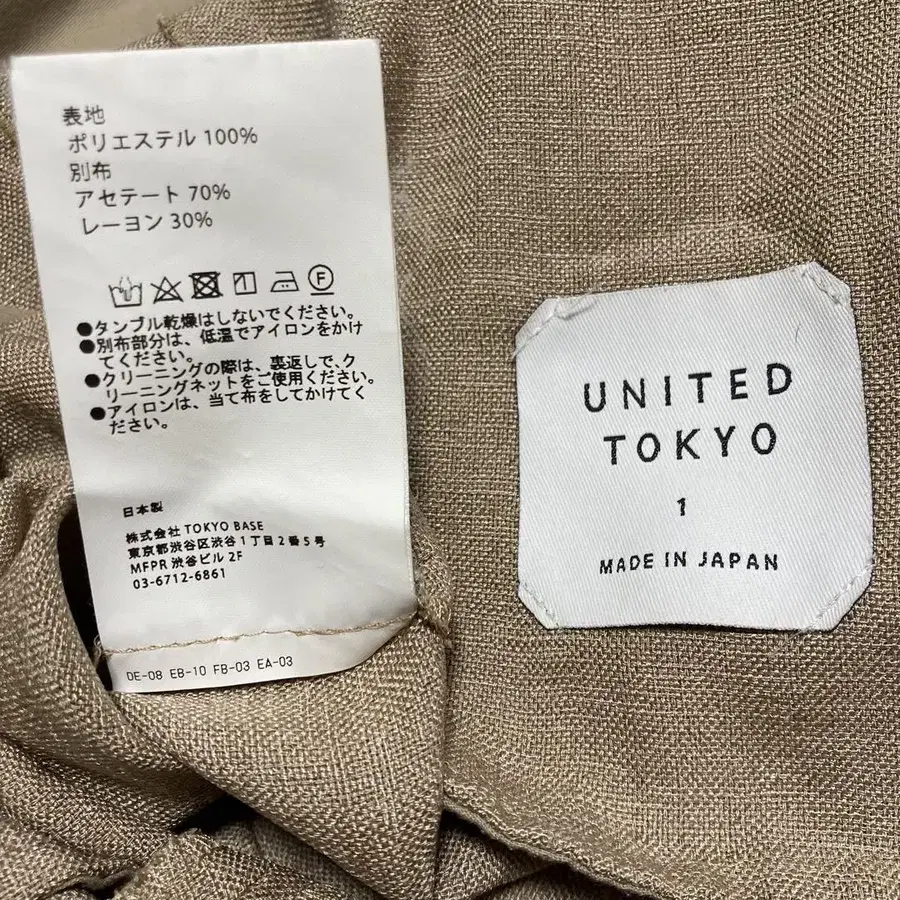 表地
ポリエステル 100%
別布
アセテート 70%
レーヨン 30%
F
●タンブル乾燥はしないでください。
●別布部分は、低温でアイロンをかけ
てください。
●クリーニングの際は、裏返しで、ク
リーニングネットをご使用ください。
●アイロンは、当て布をしてかけてく
ださい。
日本製
株式会社 TOKYO BASE
東京都渋谷区渋谷1丁目2番5号
MFPR 渋谷ビル 2F
03-6712-6861
DE-08 EB-10 FB-03 EA-03
UNITED
TOKYO
1
MADE IN JAPAN